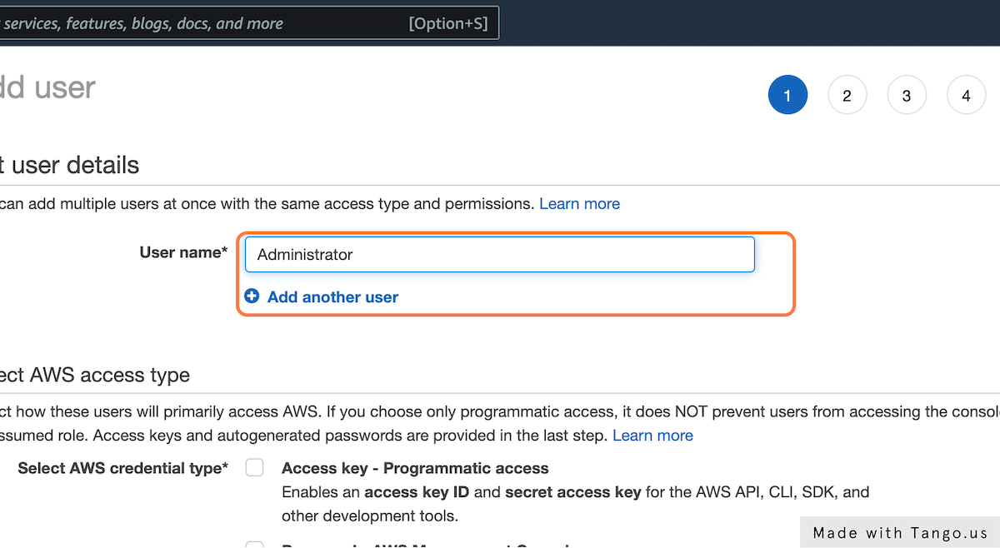 services, features, blogs, docs, and more [Option+S]
dd user
1 2 3 4
t user details
can add multiple users at once with the same access type and permissions. Learn more
User name* Administrator
Add another user
ect AWS access type
ct how these users will primarily access AWS. If you choose only programmatic access, it does NOT prevent users from accessing the consol
ssumed role. Access keys and autogenerated passwords are provided in the last step. Learn more
Select AWS credential type* Access key - Programmatic access
Enables an access key ID and secret access key for the AWS API, CLI, SDK, and
other development tools.
Made with Tango.us